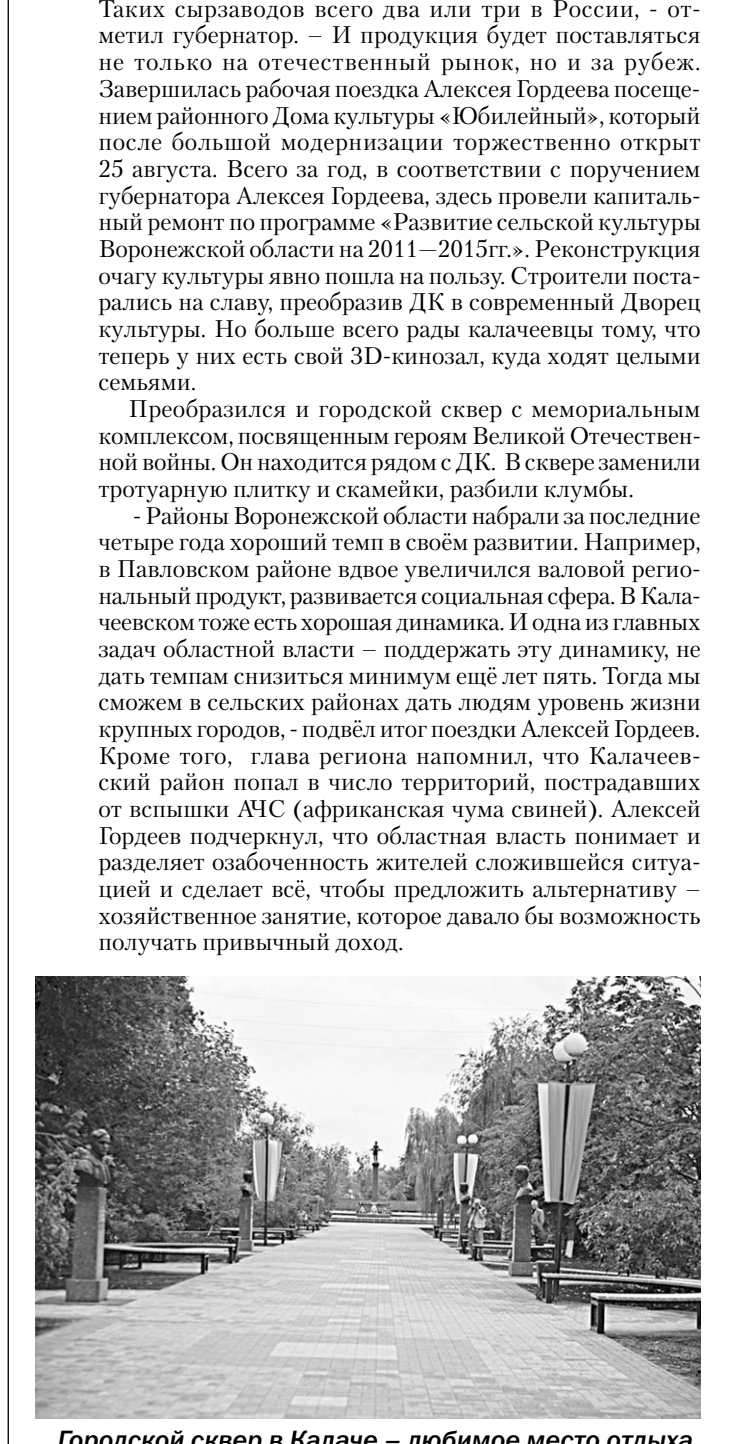 Таких сырзаводов всего два или три в России, - от-
метил губернатор. – И продукция будет поставляться
не только на отечественный рынок, но и за рубеж.
Завершилась рабочая поездка Алексея Гордеева посеще-
нием районного Дома культуры «Юбилейный», который
после большой модернизации торжественно открыт
25 августа. Всего за год, в соответствии с поручением
губернатора Алексея Гордеева, здесь провели капиталь-
ный ремонт по программе «Развитие сельской культуры
Воронежской области на 2011—2015гг.». Реконструкция
очагу культуры явно пошла на пользу. Строители поста-
рались на славу, преобразив ДК в современный Дворец
культуры. Но больше всего рады калачеевцы тому, что
теперь у них есть свой 3D-кинозал, куда ходят целыми
семьями.
Преобразился и городской сквер с мемориальным
комплексом, посвященным героям Великой Отечествен-
ной войны. Он находится рядом с ДК. В сквере заменили
тротуарную плитку и скамейки, разбили клумбы.
- Районы Воронежской области набрали за последние
четыре года хороший темп в своём развитии. Например,
в Павловском районе вдвое увеличился валовой регио-
нальный продукт, развивается социальная сфера. В Кала-
чеевском тоже есть хорошая динамика. И одна из главных
задач областной власти – поддержать эту динамику, не
дать темпам снизиться минимум ещё лет пять. Тогда мы
сможем в сельских районах дать людям уровень жизни
крупных городов, - подвёл итог поездки Алексей Гордеев.
Кроме того, глава региона напомнил, что Калачеев-
ский район попал в число территорий, пострадавших
от вспышки АЧС (африканская чума свиней). Алексей
Гордеев подчеркнул, что областная власть понимает и
разделяет озабоченность жителей сложившейся ситуа-
цией и сделает всё, чтобы предложить альтернативу –
хозяйственное занятие, которое давало бы возможность
получать привычный доход.
Городской сквер в Калаче – любимое место отдыха